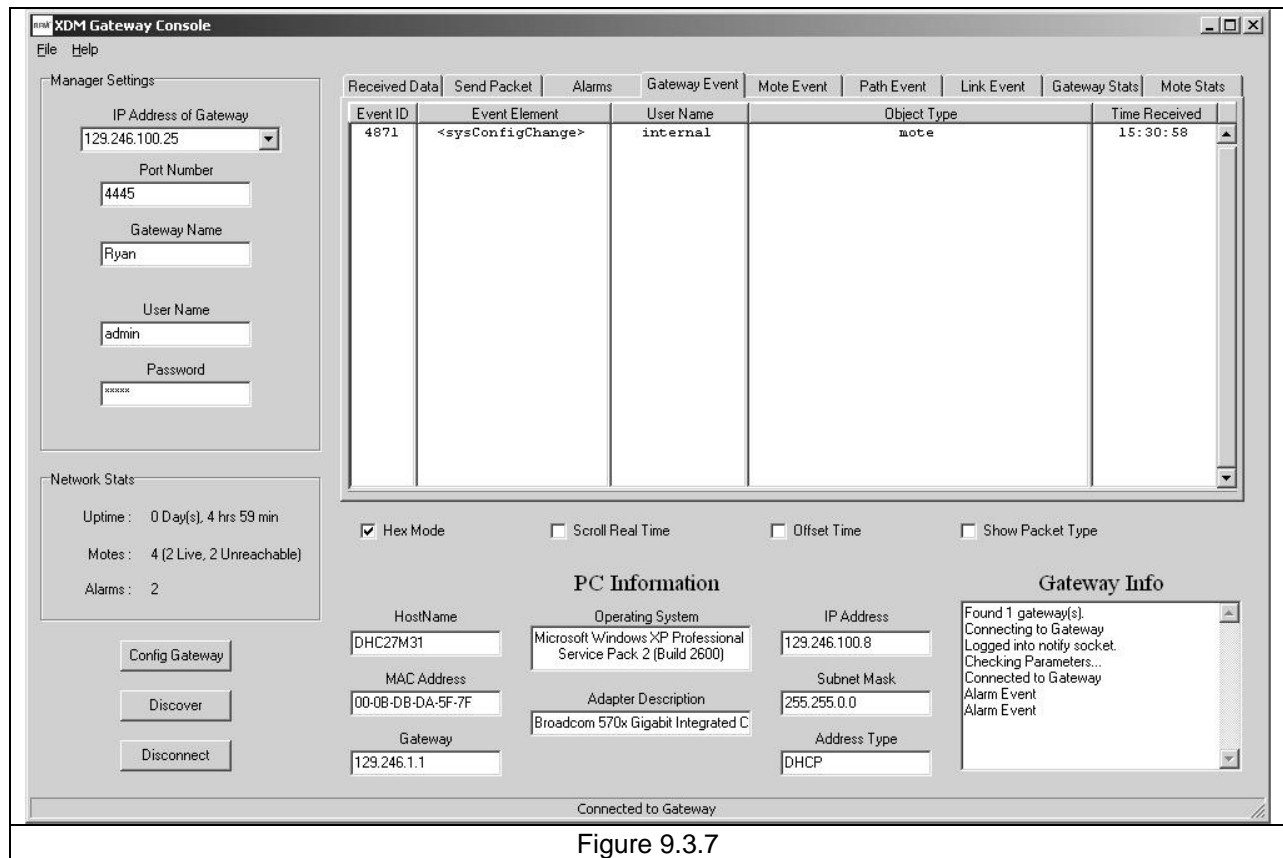 XDM Gateway Console
File Help
Manager Settings
IP Address of Gateway
129.246.100.25
Port Number
4445
Gateway Name
Ryan
User Name
admin
Password
xxxxx
Network Stats
Uptime : 0 Day(s), 4 hrs 59 min
Motes : 4 (2 Live, 2 Unreachable)
Alarms : 2
Config Gateway
Discover
Disconnect
Received Data Send Packet Alarms Gateway Event Mote Event Path Event Link Event Gateway Stats Mote Stats
Event ID Event Element User Name Object Type Time Received
4871 <sysConfigChange> internal mote 15:30:58
Hex Mode Scroll Real Time Offset Time Show Packet Type
PC Information
HostName
DHC27M31
MAC Address
00-0B-DB-DA-5F-7F
Gateway
129.246.1.1
Operating System
Microsoft Windows XP Professional
Service Pack 2 (Build 2600)
Adapter Description
Broadcom 570x Gigabit Integrated C
IP Address
129.246.100.8
Subnet Mask
255.255.0.0
Address Type
DHCP
Gateway Info
Found 1 gateway(s).
Connecting to Gateway
Logged into notify socket.
Checking Parameters...
Connected to Gateway
Alarm Event
Alarm Event
Connected to Gateway
Figure 9.3.7